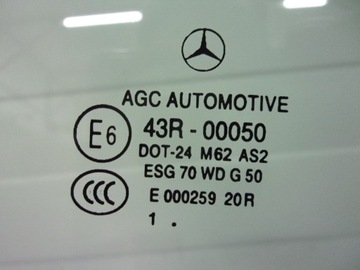 AGC AUTOMOTIVE
E6 43R - 00050
DOT-24 M62 AS2
ESG 70 WD G 50
CCC E 000259 20R
1 .